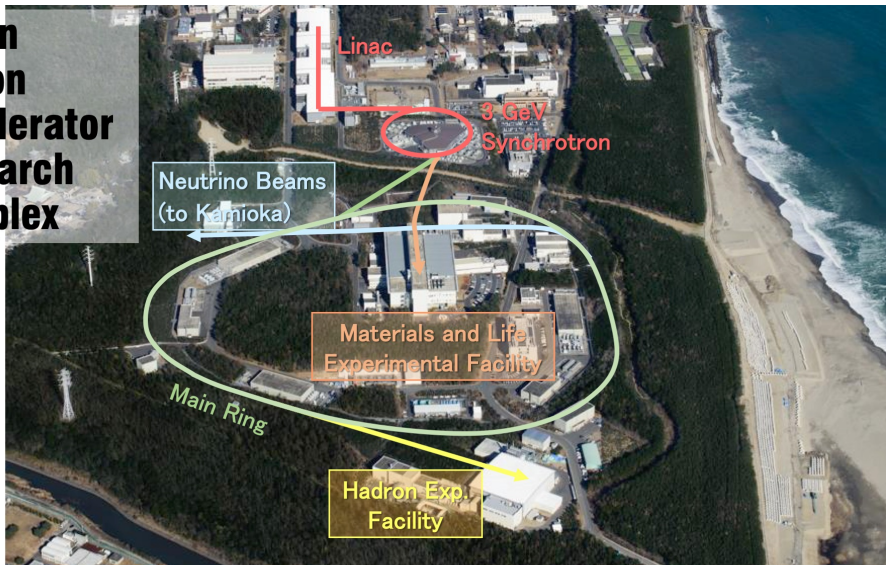 n
on
lerator
arch
plex
Linac
3 GeV
Synchrotron
Neutrino Beams
(to Kamioka)
Materials and Life
Experimental Facility
Main Ring
Hadron Exp.
Facility